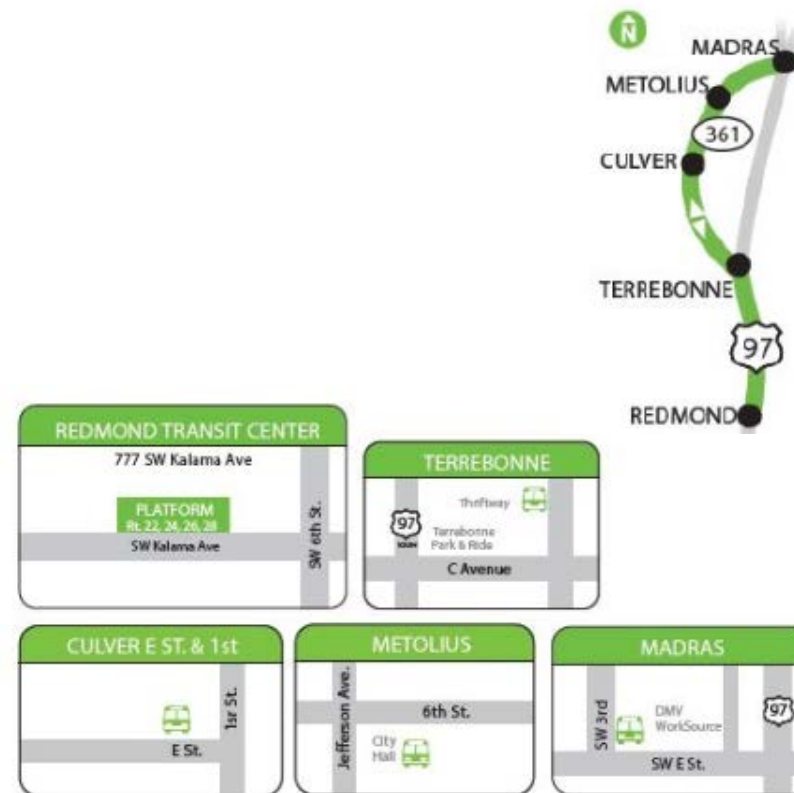 N
MADRAS
METOLIUS
361
CULVER
TERREBONNE
97
REDMOND
REDMOND TRANSIT CENTER
777 SW Kalama Ave
PLATFORM
Rt. 22, 24, 26, 28
SW Kalama Ave
SW 6th St.
TERREBONNE
Thriftway
97
Terrebonne
Park & Ride
C Avenue
CULVER E ST. & 1st
1sr St.
E St.
METOLIUS
Jefferson Ave.
6th St.
City
Hall
MADRAS
SW 3rd
DMV
WorkSource
97
SW E St.